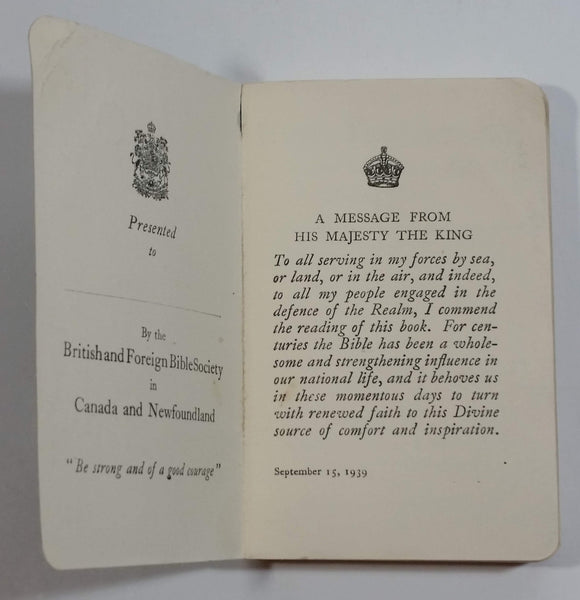 Presented
to
By the
British and Foreign Bible Society
in
Canada and Newfoundland
"Be strong and of a good courage"
A MESSAGE FROM
HIS MAJESTY THE KING
To all serving in my forces by sea,
or land, or in the air, and indeed,
to all my people engaged in the
defence of the Realm, I commend
the reading of this book. For cen-
turies the Bible has been a whole-
some and strengthening influence in
our national life, and it behoves us
in these momentous days to turn
with renewed faith to this Divine
source of comfort and inspiration.
September 15, 1939